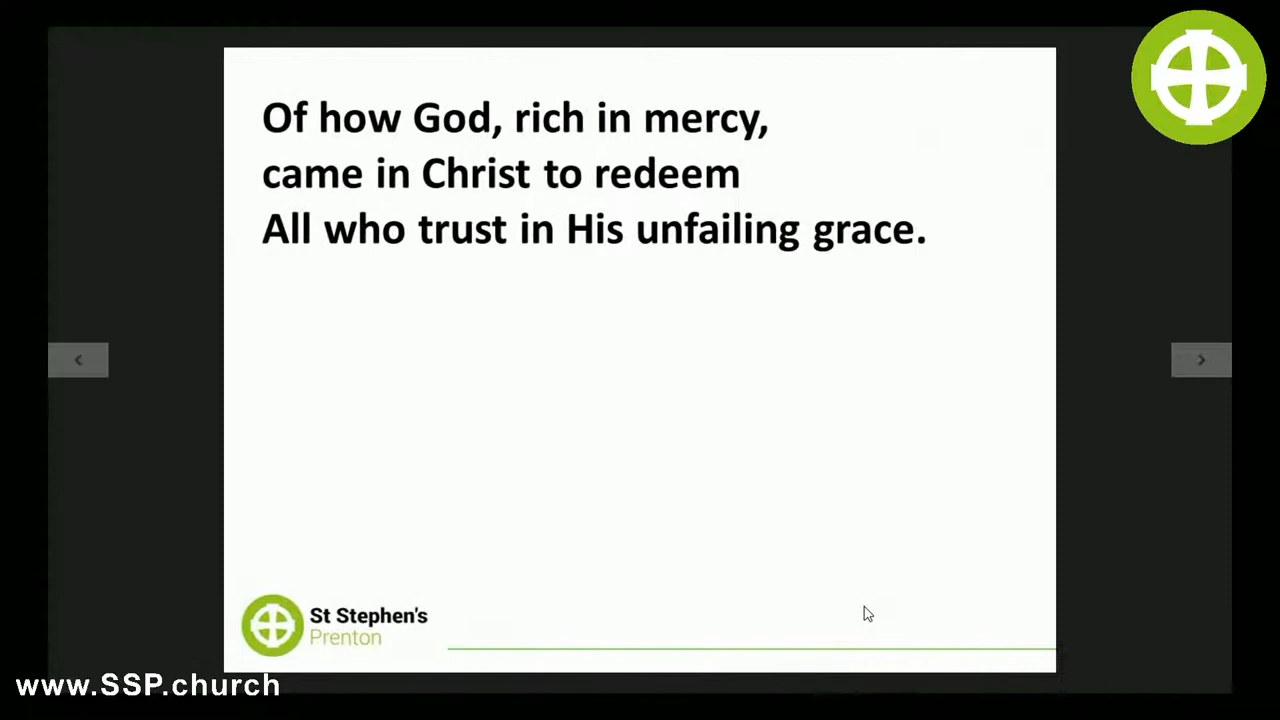 Of how God, rich in mercy,
came in Christ to redeem
All who trust in His unfailing grace.
St Stephen's
Prenton
www.SSP.church